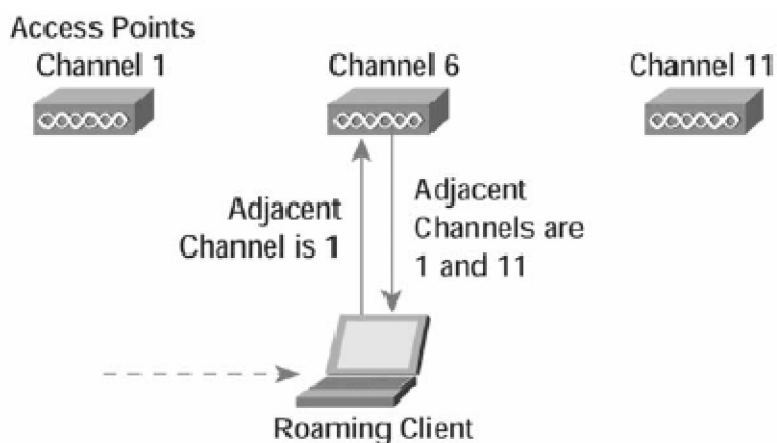 Access Points
Channel 1
Channel 6
Channel 11
Adjacent
Channel is 1
Adjacent
Channels are
1 and 11
Roaming Client